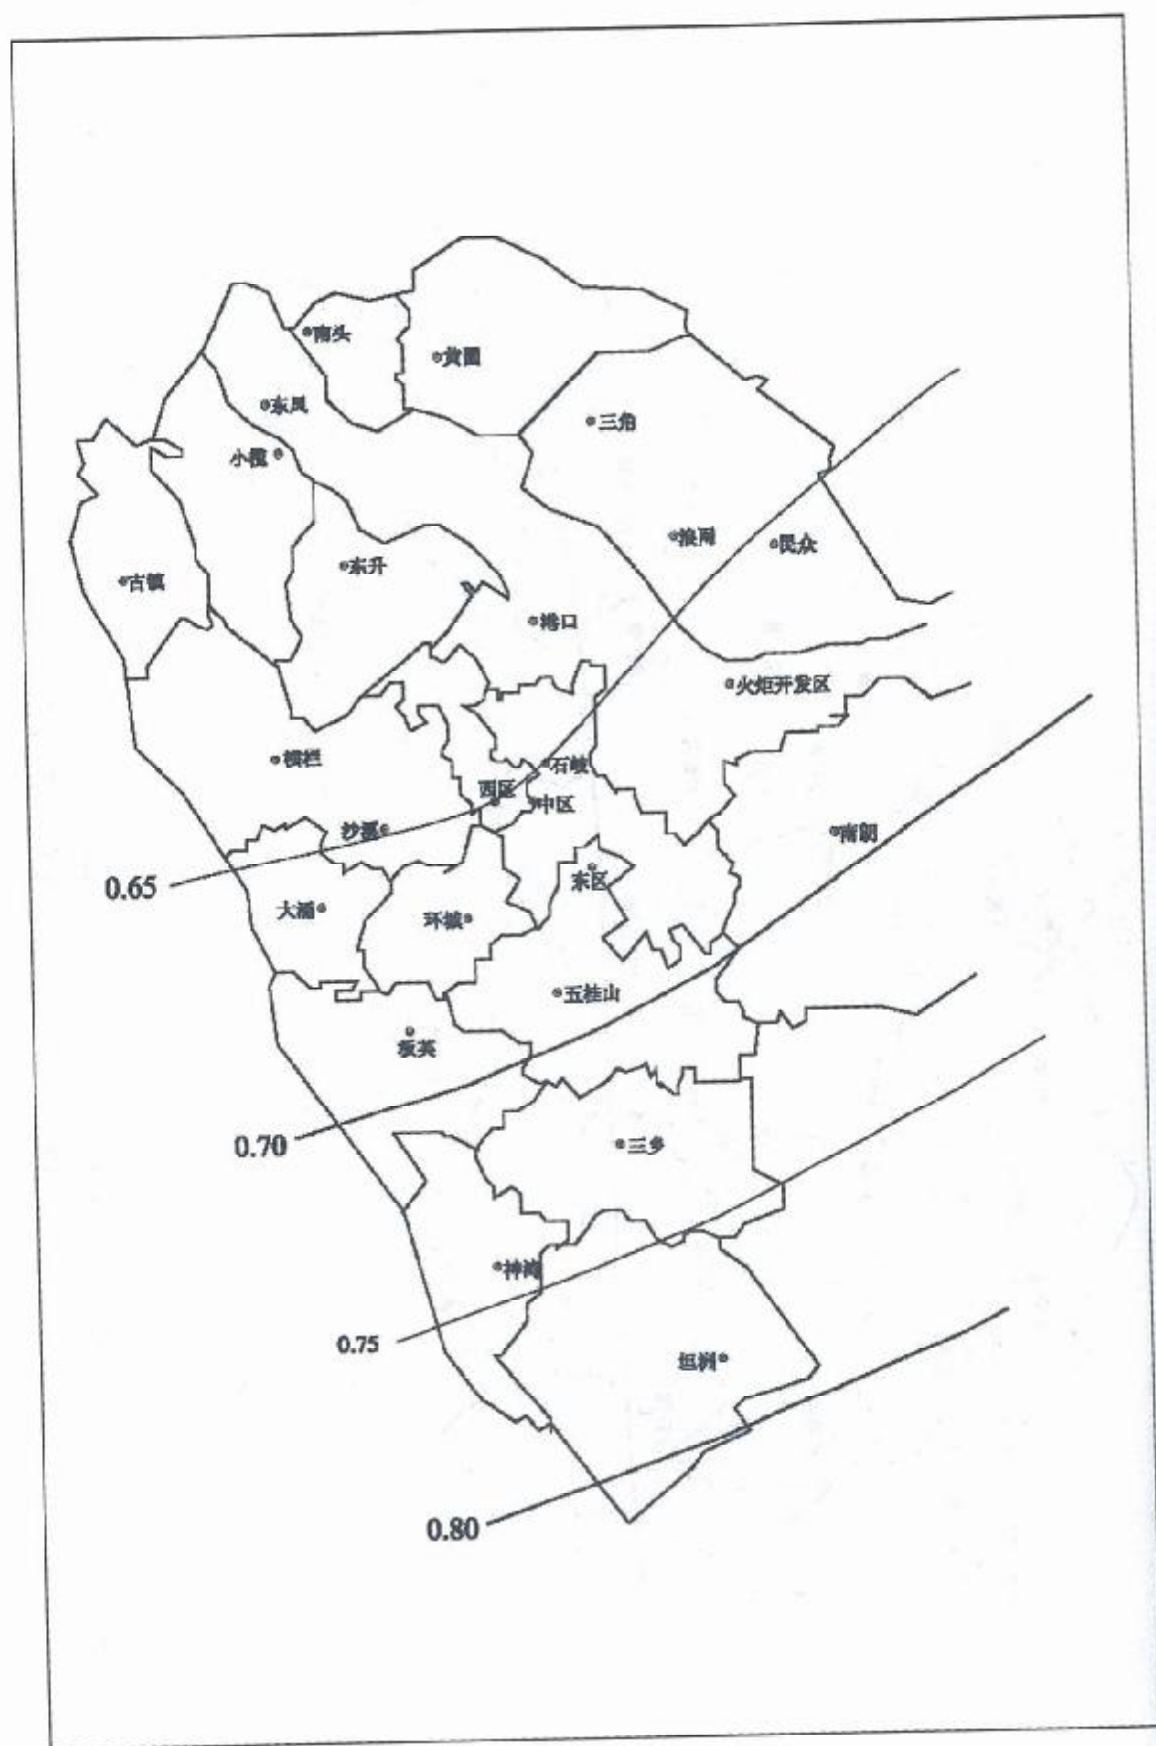 南头
黄圃
东凤
三角
小榄
浪网
民众
东升
古镇
港口
火炬开发区
横栏
石岐
西区
中区
沙溪
南朗
东区
0.65
大涌
环城
五桂山
板芙
0.70
三乡
神湾
0.75
坦洲
0.80